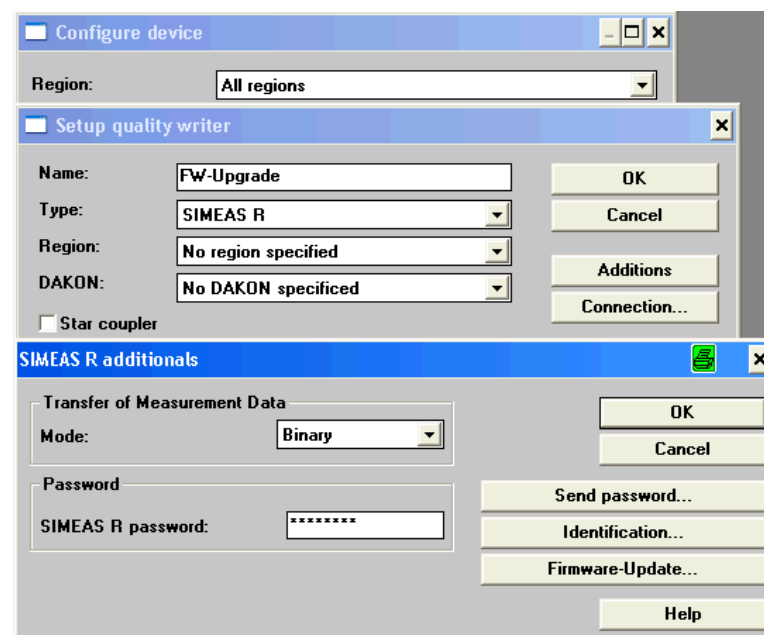 Configure device
Region: All regions
Setup quality writer
Name: FW-Upgrade
OK
Type: SIMEAS R
Cancel
Region: No region specified
Additions
DAKON: No DAKON specificed
Connection...
Star coupler
SIMEAS R additionals
Transfer of Measurement Data
OK
Mode: Binary
Cancel
Password
Send password...
SIMEAS R password: ********
Identification...
Firmware-Update...
Help